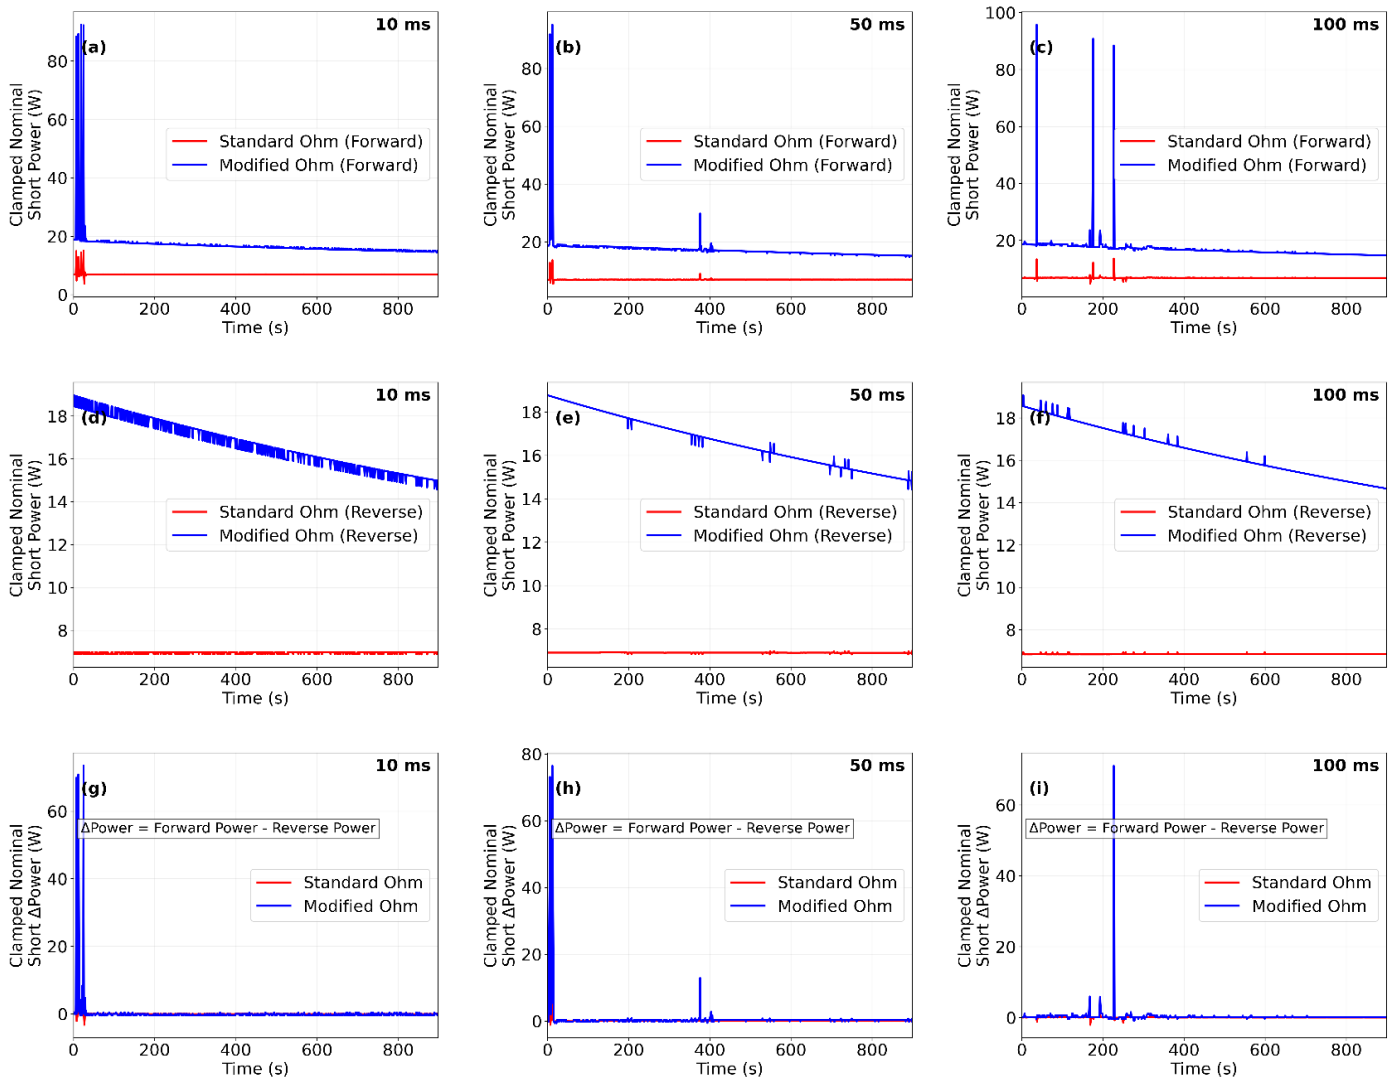 10 ms
(a)
Clamped Nominal
Short Power (W)
80
60
40
20
0
Standard Ohm (Forward)
Modified Ohm (Forward)
0 200 400 600 800
Time (s)
50 ms
(b)
Clamped Nominal
Short Power (W)
80
60
40
20
Standard Ohm (Forward)
Modified Ohm (Forward)
0 200 400 600 800
Time (s)
100 ms
(c)
Clamped Nominal
Short Power (W)
100
80
60
40
20
Standard Ohm (Forward)
Modified Ohm (Forward)
0 200 400 600 800
Time (s)
10 ms
(d)
Clamped Nominal
Short Power (W)
18
16
14
12
10
8
Standard Ohm (Reverse)
Modified Ohm (Reverse)
0 200 400 600 800
Time (s)
50 ms
(e)
Clamped Nominal
Short Power (W)
18
16
14
12
10
8
Standard Ohm (Reverse)
Modified Ohm (Reverse)
0 200 400 600 800
Time (s)
100 ms
(f)
Clamped Nominal
Short Power (W)
18
16
14
12
10
8
Standard Ohm (Reverse)
Modified Ohm (Reverse)
0 200 400 600 800
Time (s)
10 ms
(g)
ΔPower = Forward Power - Reverse Power
Clamped Nominal
Short ΔPower (W)
60
40
20
0
Standard Ohm
Modified Ohm
0 200 400 600 800
Time (s)
50 ms
(h)
ΔPower = Forward Power - Reverse Power
Clamped Nominal
Short ΔPower (W)
80
60
40
20
0
Standard Ohm
Modified Ohm
0 200 400 600 800
Time (s)
100 ms
(i)
ΔPower = Forward Power - Reverse Power
Clamped Nominal
Short ΔPower (W)
60
40
20
0
Standard Ohm
Modified Ohm
0 200 400 600 800
Time (s)